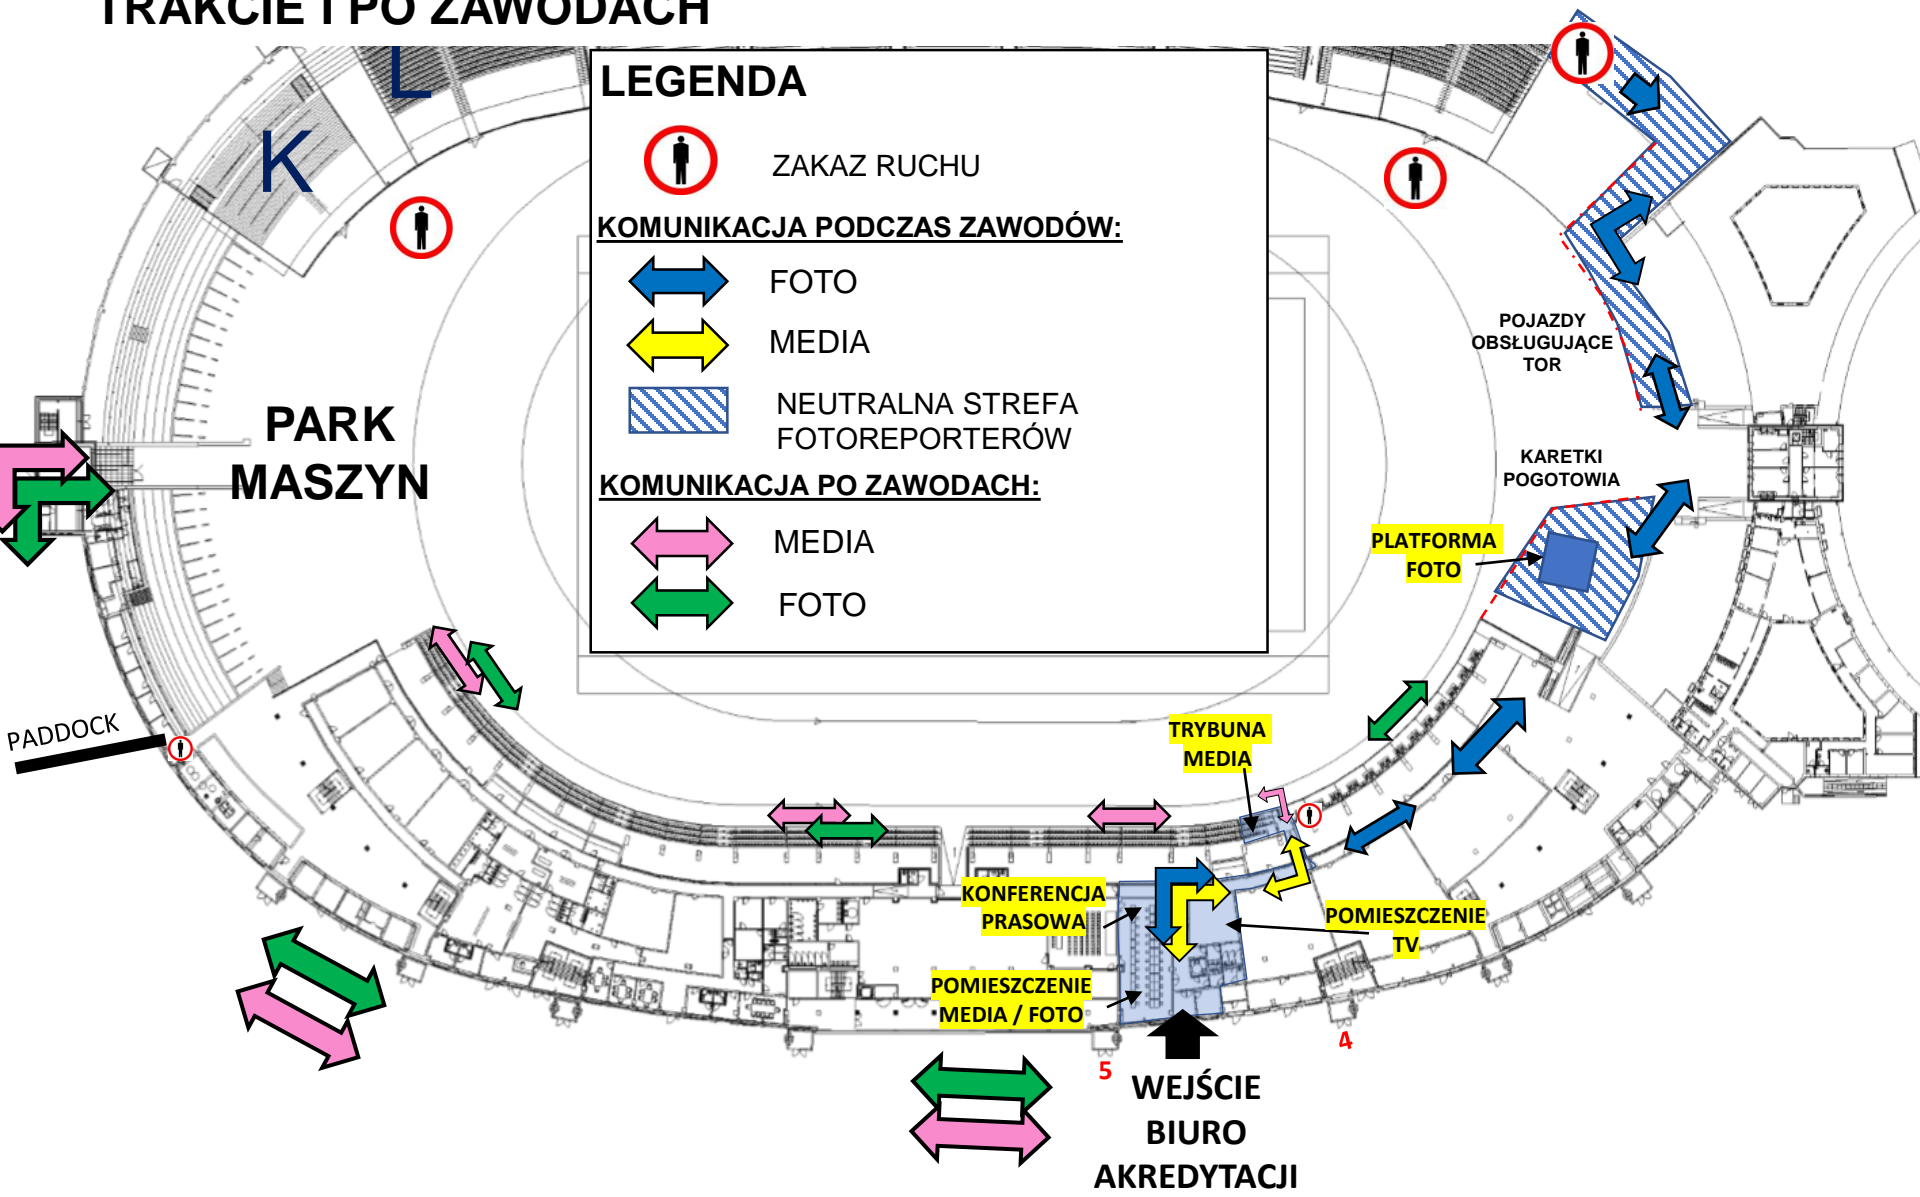 TRAKCIE I PO ZAWODACH
L
K
LEGENDA
ZAKAZ RUCHU
KOMUNIKACJA PODCZAS ZAWODÓW:
FOTO
MEDIA
NEUTRALNA STREFA
FOTOREPORTERÓW
KOMUNIKACJA PO ZAWODACH:
MEDIA
FOTO
PARK
MASZYN
POJAZDY
OBSŁUGUJĄCE
TOR
KARETKI
POGOTOWIA
PLATFORMA
FOTO
PADDOCK
TRYBUNA
MEDIA
KONFERENCJA
PRASOWA
POMIESZCZENIE
TV
POMIESZCZENIE
MEDIA / FOTO
4
5
WEJŚCIE
BIURO
AKREDYTACJI